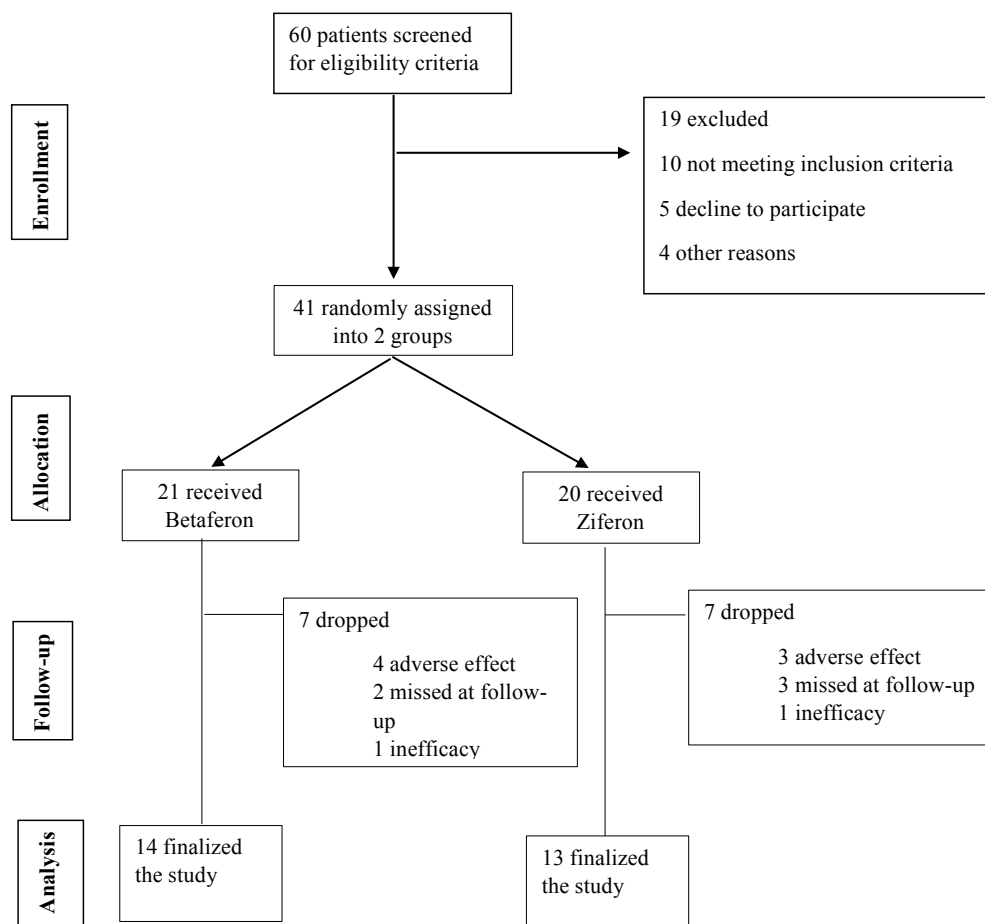 60 patients screened
for eligibility criteria
Enrollment
19 excluded
10 not meeting inclusion criteria
5 decline to participate
4 other reasons
41 randomly assigned
into 2 groups
Allocation
21 received
Betaferon
20 received
Ziferon
Follow-up
7 dropped
4 adverse effect
2 missed at follow-
up
1 inefficacy
7 dropped
3 adverse effect
3 missed at follow-up
1 inefficacy
Analysis
14 finalized
the study
13 finalized
the study